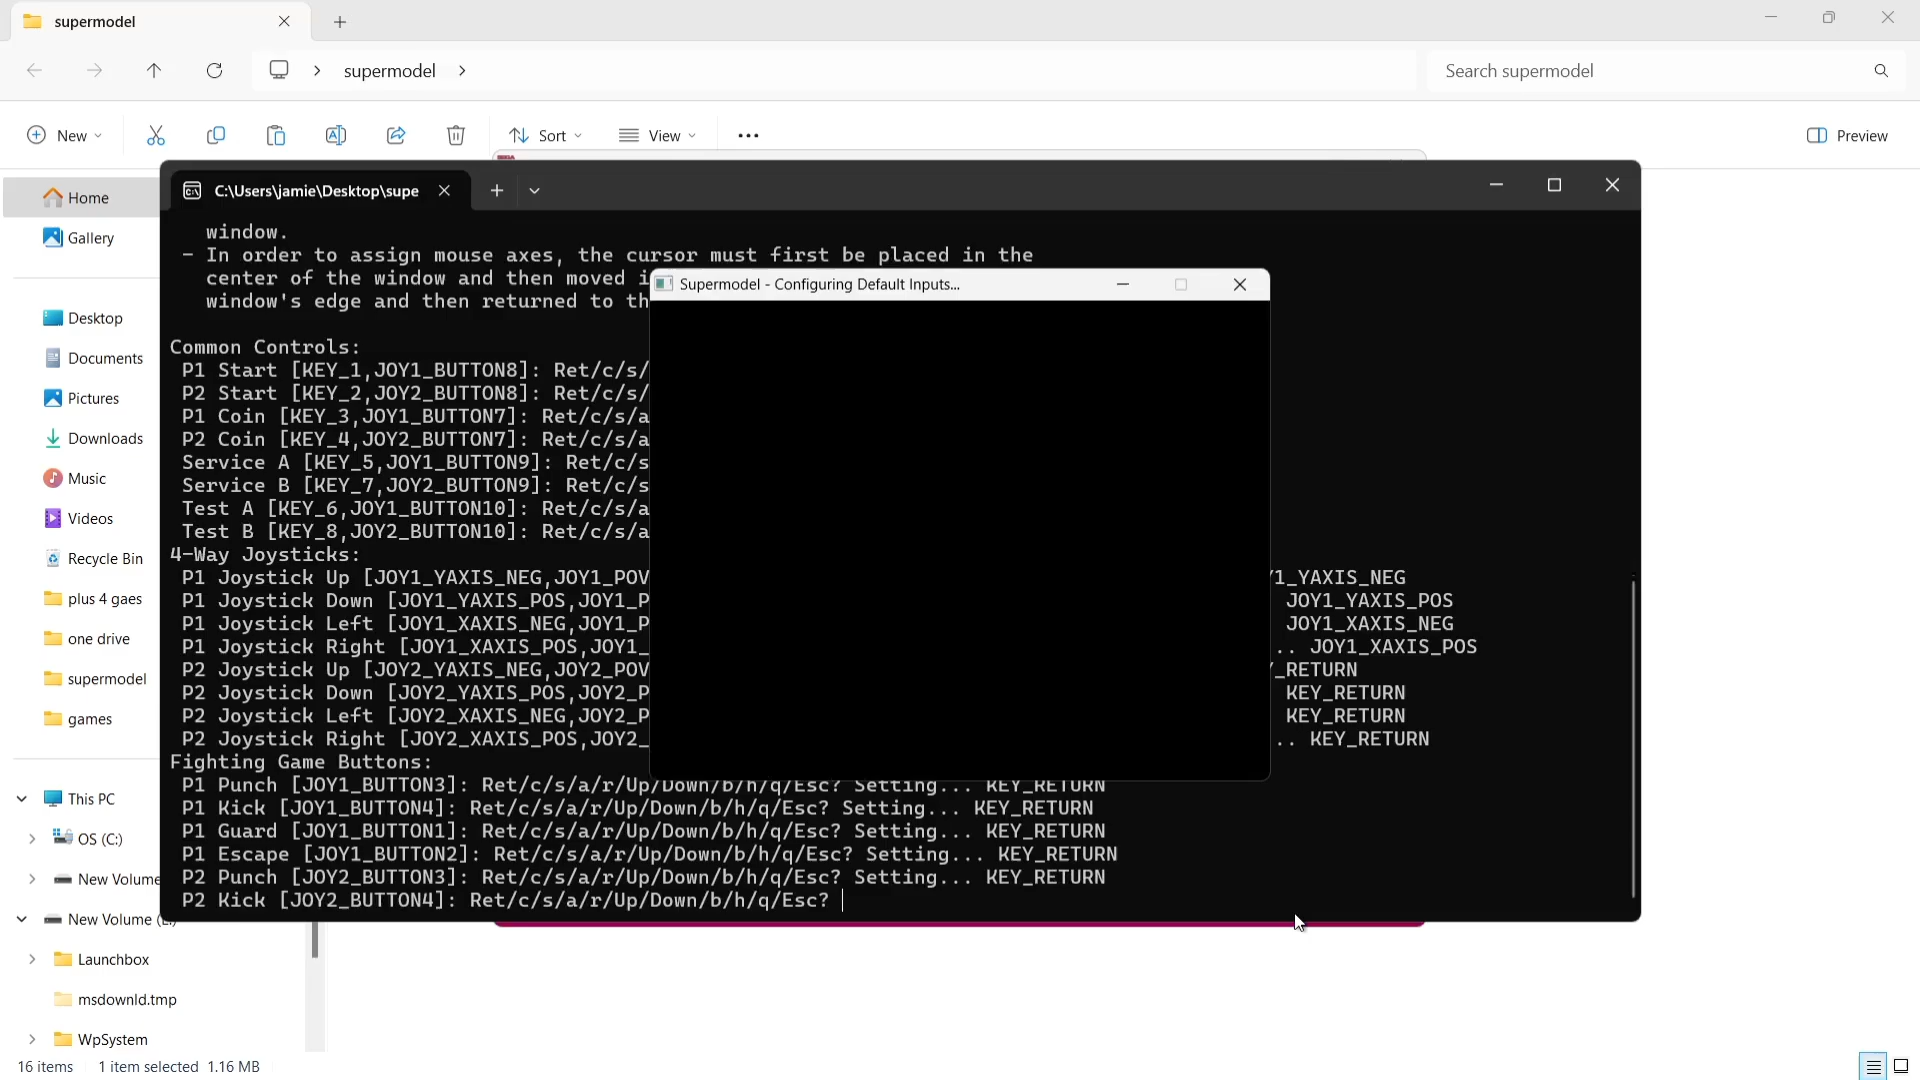 supermodel
supermodel
Search supermodel
New
Sort
View
Preview
Home
Gallery
Desktop
Documents
Pictures
Downloads
Music
Videos
Recycle Bin
plus 4 gaes
one drive
supermodel
games
This PC
OS (C:)
New Volume
New Volume
Launchbox
msdownld.tmp
WpSystem
16 items 1 item selected 1.16 MB
C:\Users\jamie\Desktop\supe
window.
- In order to assign mouse axes, the cursor must first be placed in the
center of the window and then moved
window's edge and then returned to
Common Controls:
P1 Start [KEY_1,JOY1_BUTTON8]: Ret/c/s/
P2 Start [KEY_2,JOY2_BUTTON8]: Ret/c/s/
P1 Coin [KEY_3,JOY1_BUTTON7]: Ret/c/s/a
P2 Coin [KEY_4,JOY2_BUTTON7]: Ret/c/s/a
Service A [KEY_5,JOY1_BUTTON9]: Ret/c/s
Service B [KEY_7,JOY2_BUTTON9]: Ret/c/s
Test A [KEY_6,JOY1_BUTTON10]: Ret/c/s/a
Test B [KEY_8,JOY2_BUTTON10]: Ret/c/s/a
4-Way Joysticks:
P1 Joystick Up [JOY1_YAXIS_NEG,JOY1_POV Y1_YAXIS_NEG
P1 Joystick Down [JOY1_YAXIS_POS,JOY1_P JOY1_YAXIS_POS
P1 Joystick Left [JOY1_XAXIS_NEG,JOY1_P JOY1_XAXIS_NEG
P1 Joystick Right [JOY1_XAXIS_POS,JOY1_ .. JOY1_XAXIS_POS
P2 Joystick Up [JOY2_YAXIS_NEG,JOY2_POV Y_RETURN
P2 Joystick Down [JOY2_YAXIS_POS,JOY2_P KEY_RETURN
P2 Joystick Left [JOY2_XAXIS_NEG,JOY2_P KEY_RETURN
P2 Joystick Right [JOY2_XAXIS_POS,JOY2_ .. KEY_RETURN
Fighting Game Buttons:
P1 Punch [JOY1_BUTTON3]: Ret/c/s/a/r/Up/Down/b/h/q/Esc? Setting... KEY_RETURN
P1 Kick [JOY1_BUTTON4]: Ret/c/s/a/r/Up/Down/b/h/q/Esc? Setting... KEY_RETURN
P1 Guard [JOY1_BUTTON1]: Ret/c/s/a/r/Up/Down/b/h/q/Esc? Setting... KEY_RETURN
P1 Escape [JOY1_BUTTON2]: Ret/c/s/a/r/Up/Down/b/h/q/Esc? Setting... KEY_RETURN
P2 Punch [JOY2_BUTTON3]: Ret/c/s/a/r/Up/Down/b/h/q/Esc? Setting... KEY_RETURN
P2 Kick [JOY2_BUTTON4]: Ret/c/s/a/r/Up/Down/b/h/q/Esc?
Supermodel - Configuring Default Inputs...